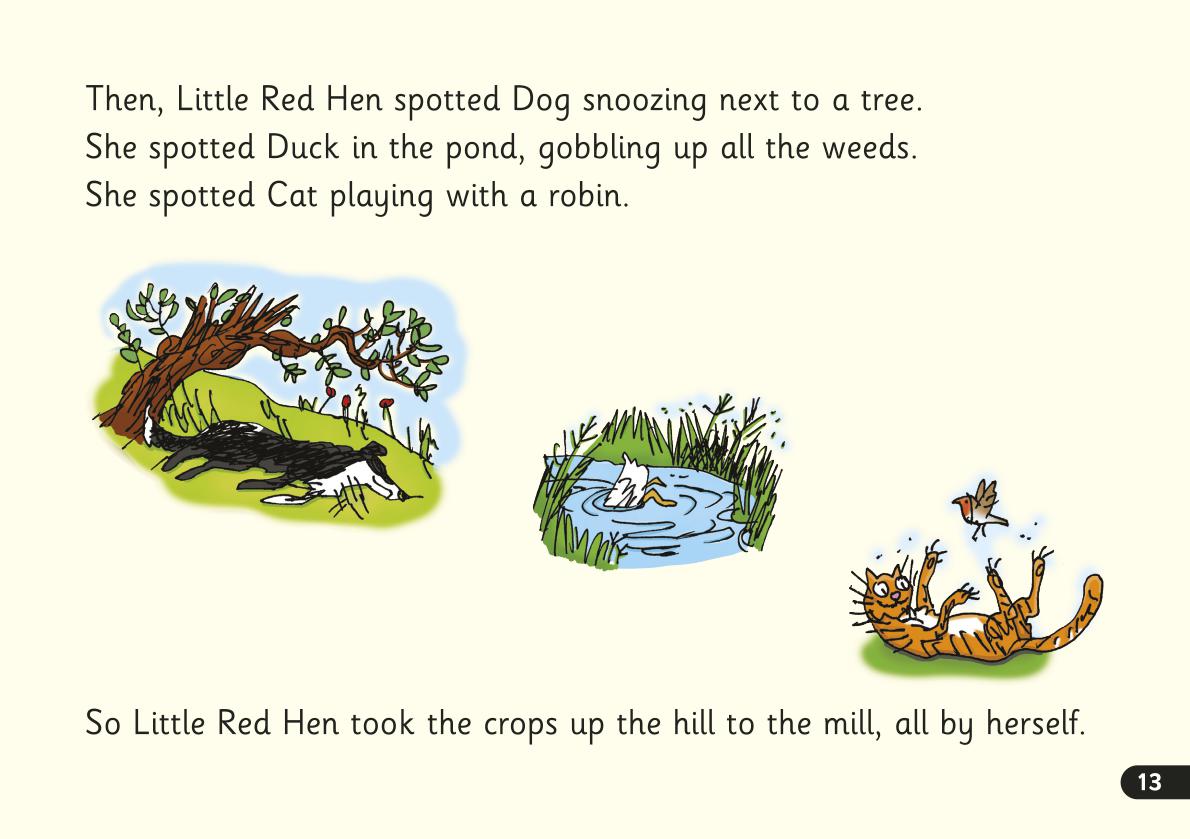 Then, Little Red Hen spotted Dog snoozing next to a tree.
She spotted Duck in the pond, gobbling up all the weeds.
She spotted Cat playing with a robin.
So Little Red Hen took the crops up the hill to the mill, all by herself.
13